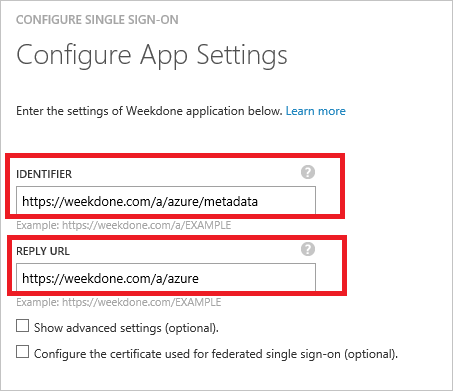 CONFIGURE SINGLE SIGN-ON
Configure App Settings
Enter the settings of Weekdone application below. Learn more
IDENTIFIER ?
https://weekdone.com/a/azure/metadata
Example: https://weekdone.com/a/EXAMPLE
REPLY URL ?
https://weekdone.com/a/azure
Example: https://weekdone.com/EXAMPLE
Show advanced settings (optional).
Configure the certificate used for federated single sign-on (optional).